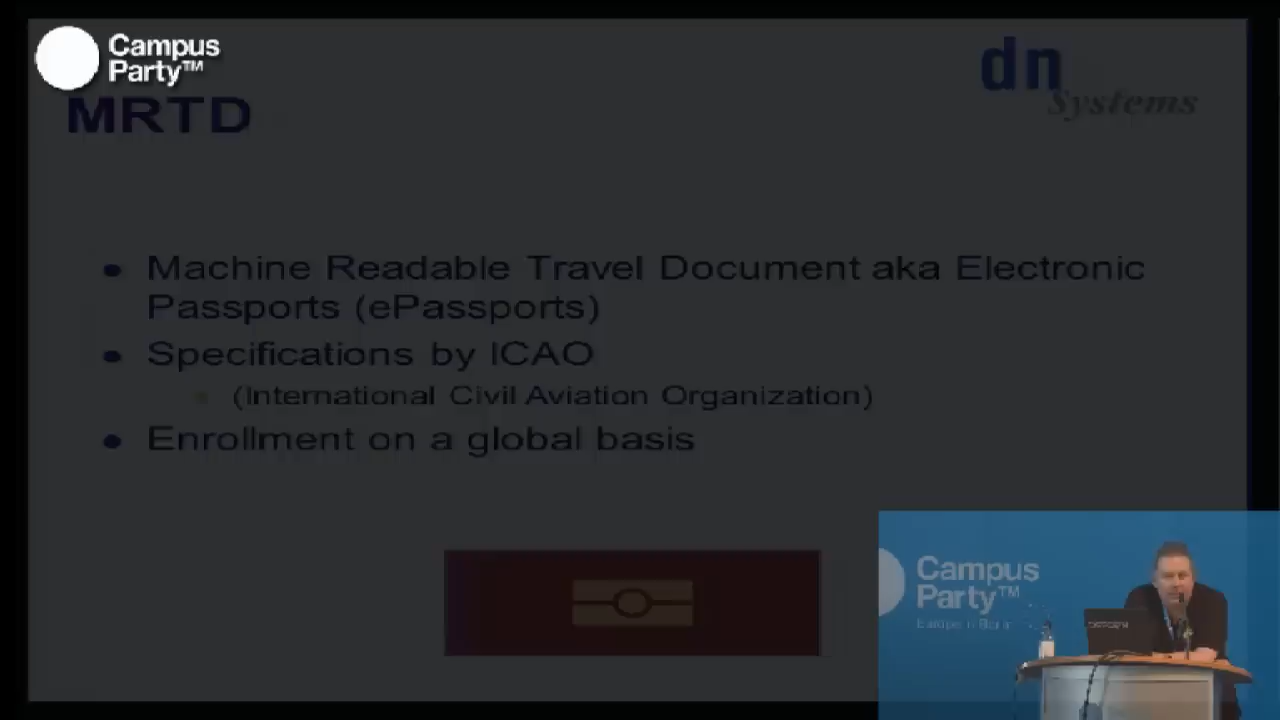 Campus
Party™
dn
Systems
MRTD
Machine Readable Travel Document aka Electronic
Passports (ePassports)
Specifications by ICAO
(International Civil Aviation Organization)
Enrollment on a global basis
Campus
Party™